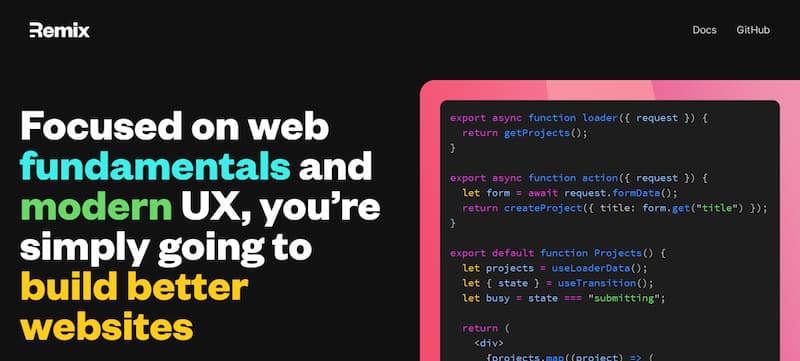 Remix
Docs
GitHub
Focused on web
fundamentals and
modern UX, you’re
simply going to
build better
websites
export async function loader({ request }) {
  return getProjects();
}
export async function action({ request }) {
  let form = await request.formData();
  return createProject({ title: form.get("title") });
}
export default function Projects() {
  let projects = useLoaderData();
  let { state } = useTransition();
  let busy = state === "submitting";
  return (
    <div>
      {projects.map((project) => (